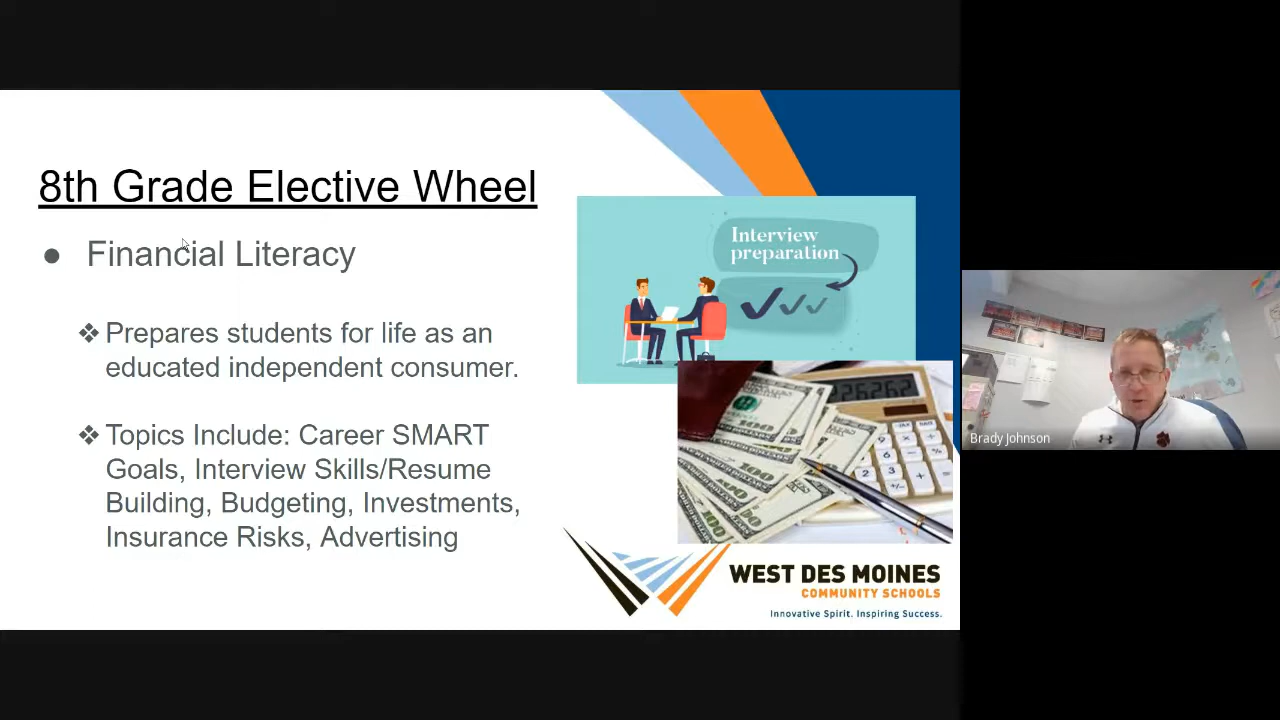 8th Grade Elective Wheel
● Financial Literacy
❖ Prepares students for life as an
educated independent consumer.
❖ Topics Include: Career SMART
Goals, Interview Skills/Resume
Building, Budgeting, Investments,
Insurance Risks, Advertising
Interview
preparation
WEST DES MOINES
COMMUNITY SCHOOLS
Innovative Spirit. Inspiring Success.
Brady Johnson